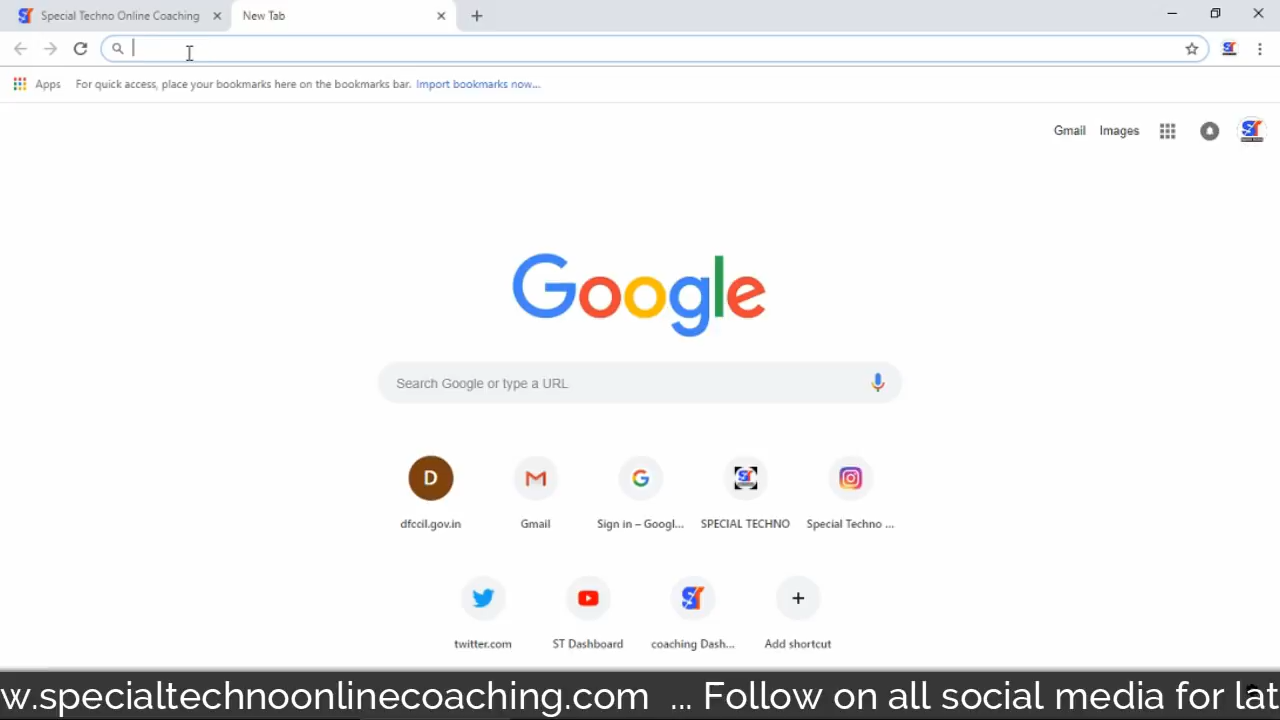 Special Techno Online Coaching
New Tab
Apps
For quick access, place your bookmarks here on the bookmarks bar. Import bookmarks now...
Gmail
Images
Google
Search Google or type a URL
D
dfccil.gov.in
Gmail
Sign in – Googl...
SPECIAL TECHNO
Special Techno ...
twitter.com
ST Dashboard
coaching Dash...
Add shortcut
w.specialtechnoonlinecoaching.com ... Follow on all social media for lat